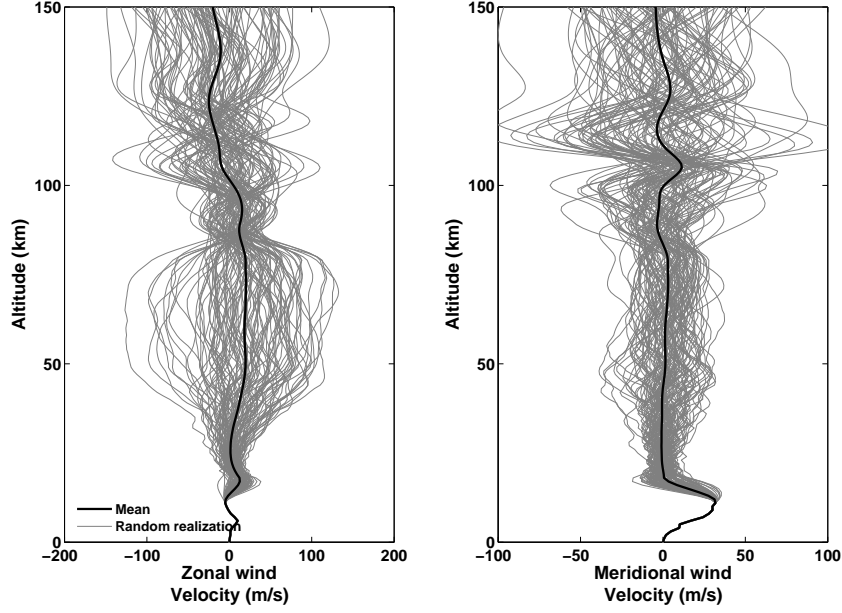 150
100
50
0
Altitude (km)
Mean
Random realization
−200 −100 0 100 200
Zonal wind
Velocity (m/s)
150
100
50
0
Altitude (km)
−100 −50 0 50 100
Meridional wind
Velocity (m/s)